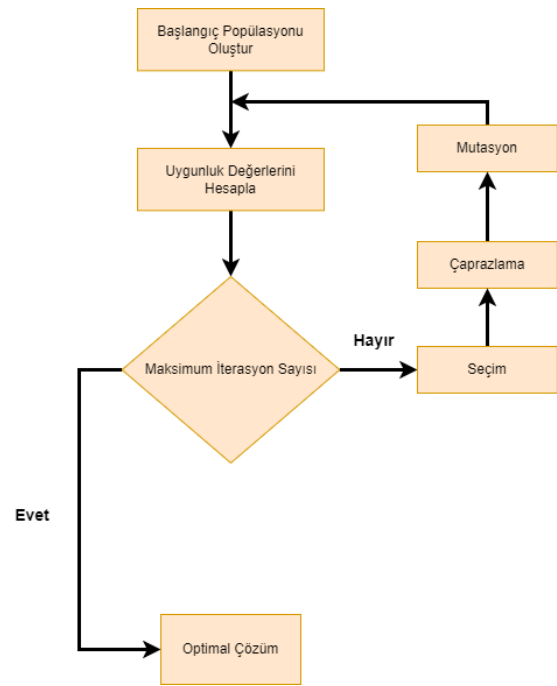 Başlangıç Popülasyonu
Oluştur
Uygunluk Değerlerini
Hesapla
Mutasyon
Çaprazlama
Maksimum İterasyon Sayısı
Hayır
Seçim
Evet
Optimal Çözüm